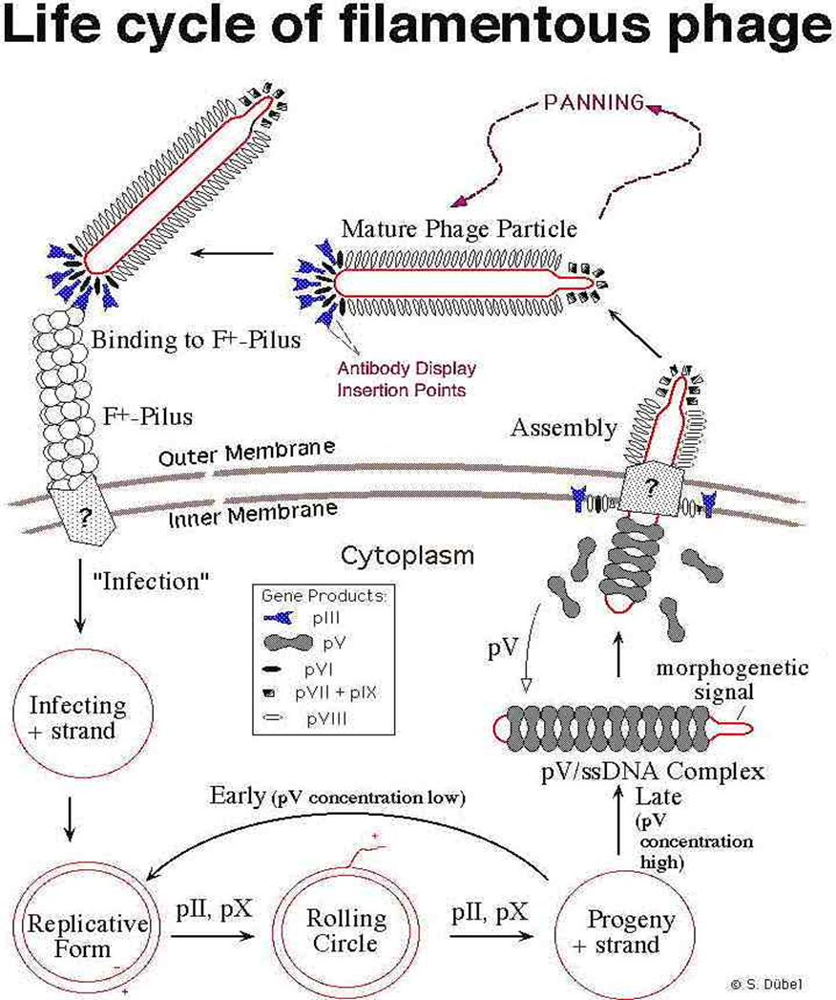 Life cycle of filamentous phage
PANNING
Mature Phage Particle
Binding to F+-Pilus
Antibody Display
Insertion Points
F+-Pilus
Assembly
Outer Membrane
?
?
Inner Membrane
Cytoplasm
"Infection"
Gene Products:
pIII
pV
pVI
pVII + pIX
pVIII
pV
morphogenetic
signal
Infecting
+ strand
pV/ssDNA Complex
Early (pV concentration low)
Late
(pV
concentration
high)
+
Replicative
Form
-
+
pII, pX
Rolling
Circle
pII, pX
Progeny
+ strand
© S. Dübel